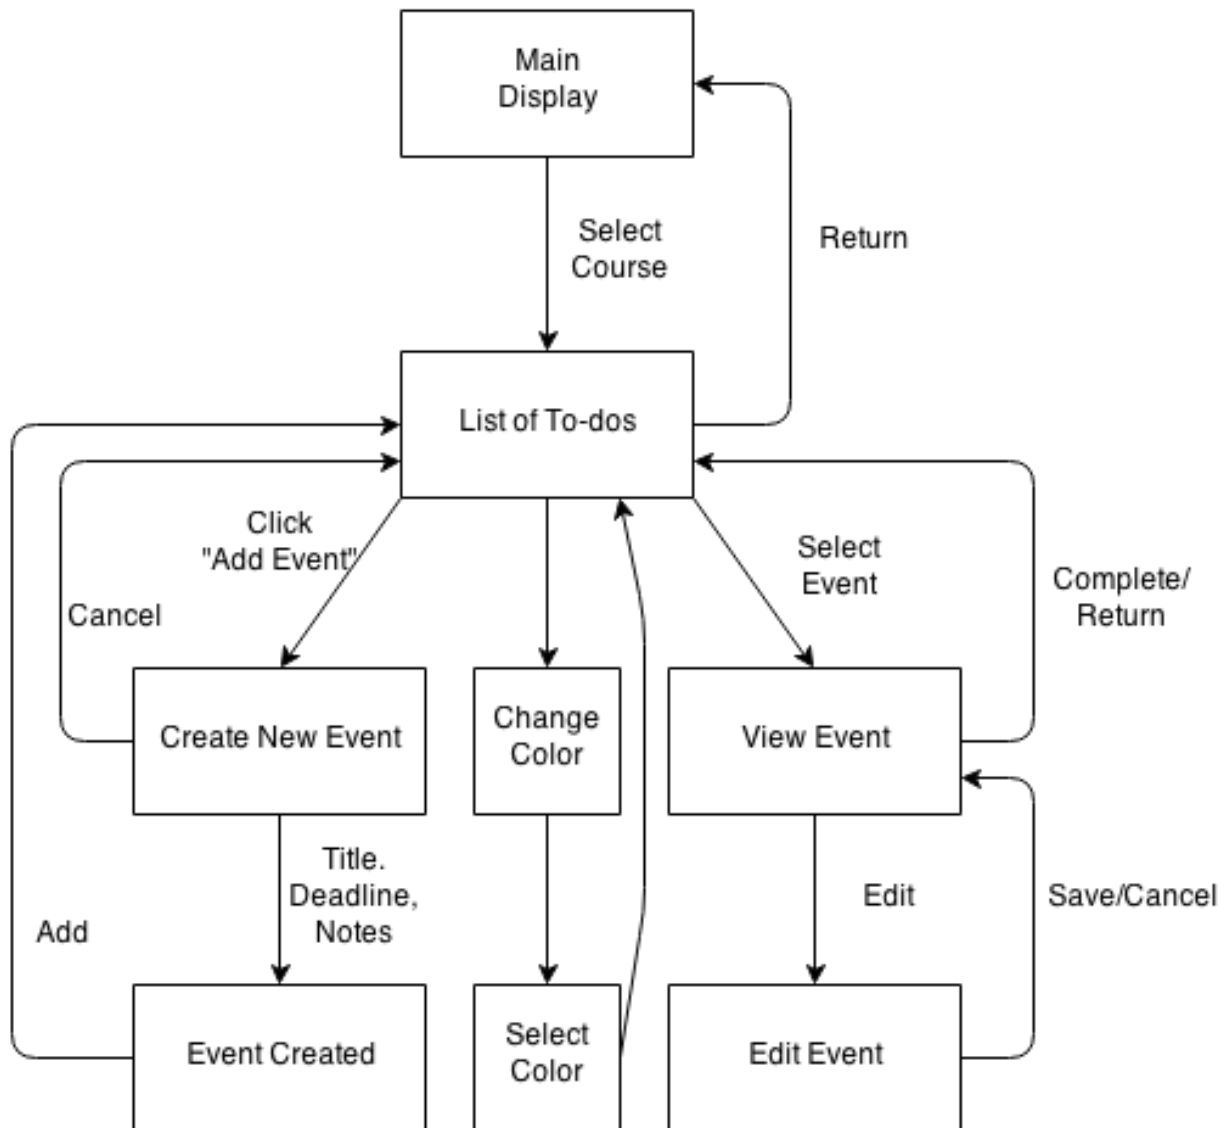 Main
Display
Select
Course
Return
List of To-dos
Click
"Add Event"
Select
Event
Complete/
Return
Cancel
Create New Event
Change
Color
View Event
Title.
Deadline,
Notes
Edit
Save/Cancel
Add
Event Created
Select
Color
Edit Event